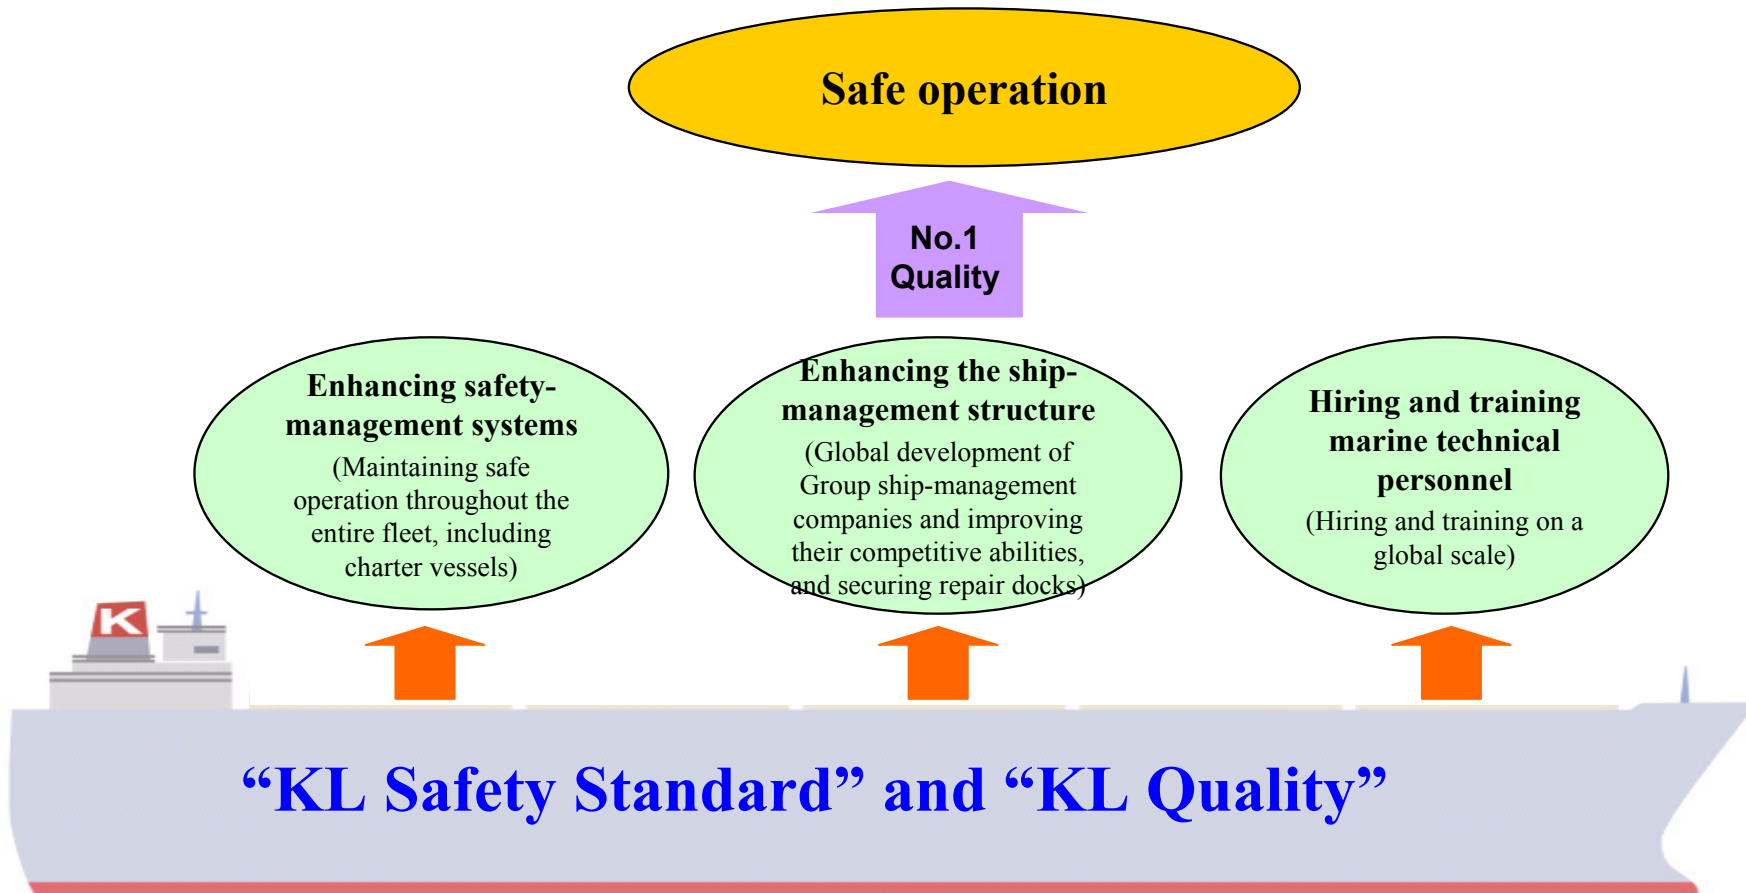 Safe operation
No.1
Quality
Enhancing safety-
management systems
(Maintaining safe
operation throughout the
entire fleet, including
charter vessels)
Enhancing the ship-
management structure
(Global development of
Group ship-management
companies and improving
their competitive abilities,
and securing repair docks)
Hiring and training
marine technical
personnel
(Hiring and training on a
global scale)
K
“KL Safety Standard” and “KL Quality”